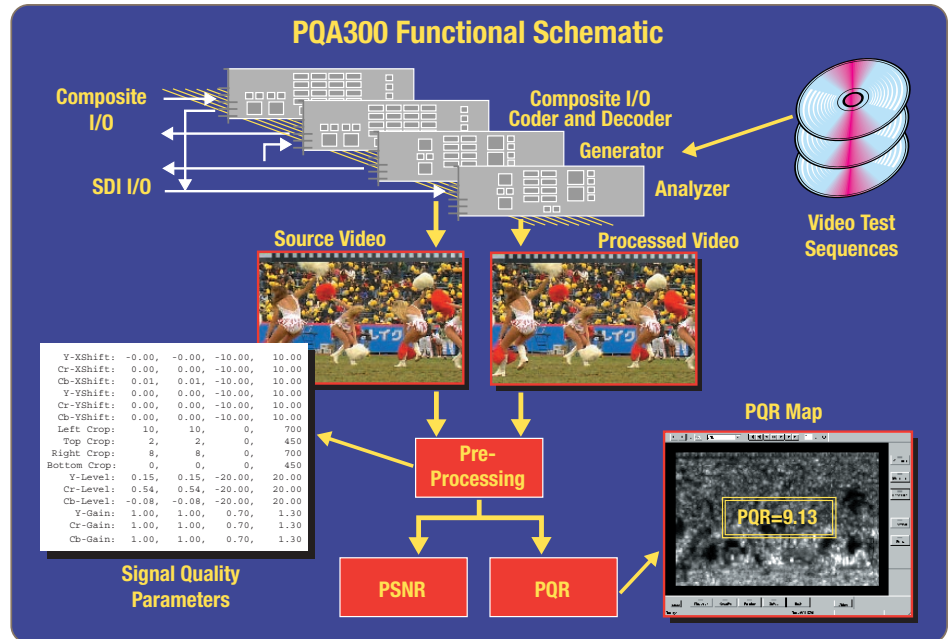 PQA300 Functional Schematic
Composite
I/O
SDI I/O
Composite I/O
Coder and Decoder
Generator
Analyzer
Video Test
Sequences
Source Video
Processed Video
レイク
Y-XShift: -0.00, -0.00, -10.00, 10.00
Cr-XShift: 0.00, 0.00, -10.00, 10.00
Cb-XShift: 0.01, 0.01, -10.00, 10.00
Y-YShift: 0.00, 0.00, -10.00, 10.00
Cr-YShift: 0.00, 0.00, -10.00, 10.00
Cb-YShift: 0.00, 0.00, -10.00, 10.00
Left Crop: 10, 10, 0, 700
Top Crop: 2, 2, 0, 450
Right Crop: 8, 8, 0, 700
Bottom Crop: 0, 0, 0, 450
Y-Level: 0.15, 0.15, -20.00, 20.00
Cr-Level: 0.54, 0.54, -20.00, 20.00
Cb-Level: -0.08, -0.08, -20.00, 20.00
Y-Gain: 1.00, 1.00, 0.70, 1.30
Cr-Gain: 1.00, 1.00, 0.70, 1.30
Cb-Gain: 1.00, 1.00, 0.70, 1.30
Signal Quality
Parameters
Pre-
Processing
PSNR
PQR
PQR Map
PQR=9.13